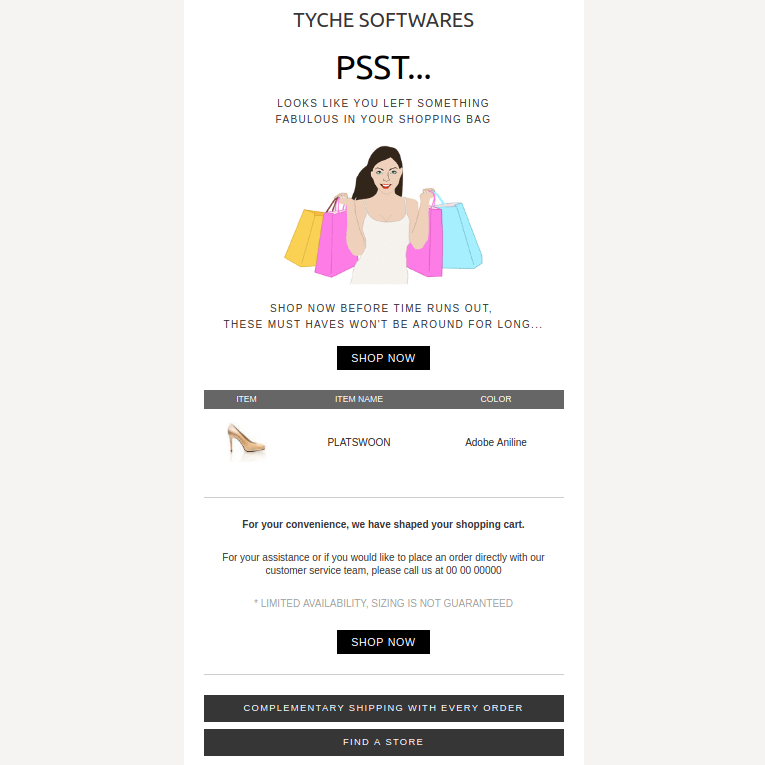 TYCHE SOFTWARES
PSST...
LOOKS LIKE YOU LEFT SOMETHING
FABULOUS IN YOUR SHOPPING BAG
SHOP NOW BEFORE TIME RUNS OUT,
THESE MUST HAVES WON'T BE AROUND FOR LONG...
SHOP NOW
ITEM ITEM NAME COLOR
PLATSWOON Adobe Aniline
For your convenience, we have shaped your shopping cart.
For your assistance or if you would like to place an order directly with our
customer service team, please call us at 00 00 00000
* LIMITED AVAILABILITY, SIZING IS NOT GUARANTEED
SHOP NOW
COMPLEMENTARY SHIPPING WITH EVERY ORDER
FIND A STORE